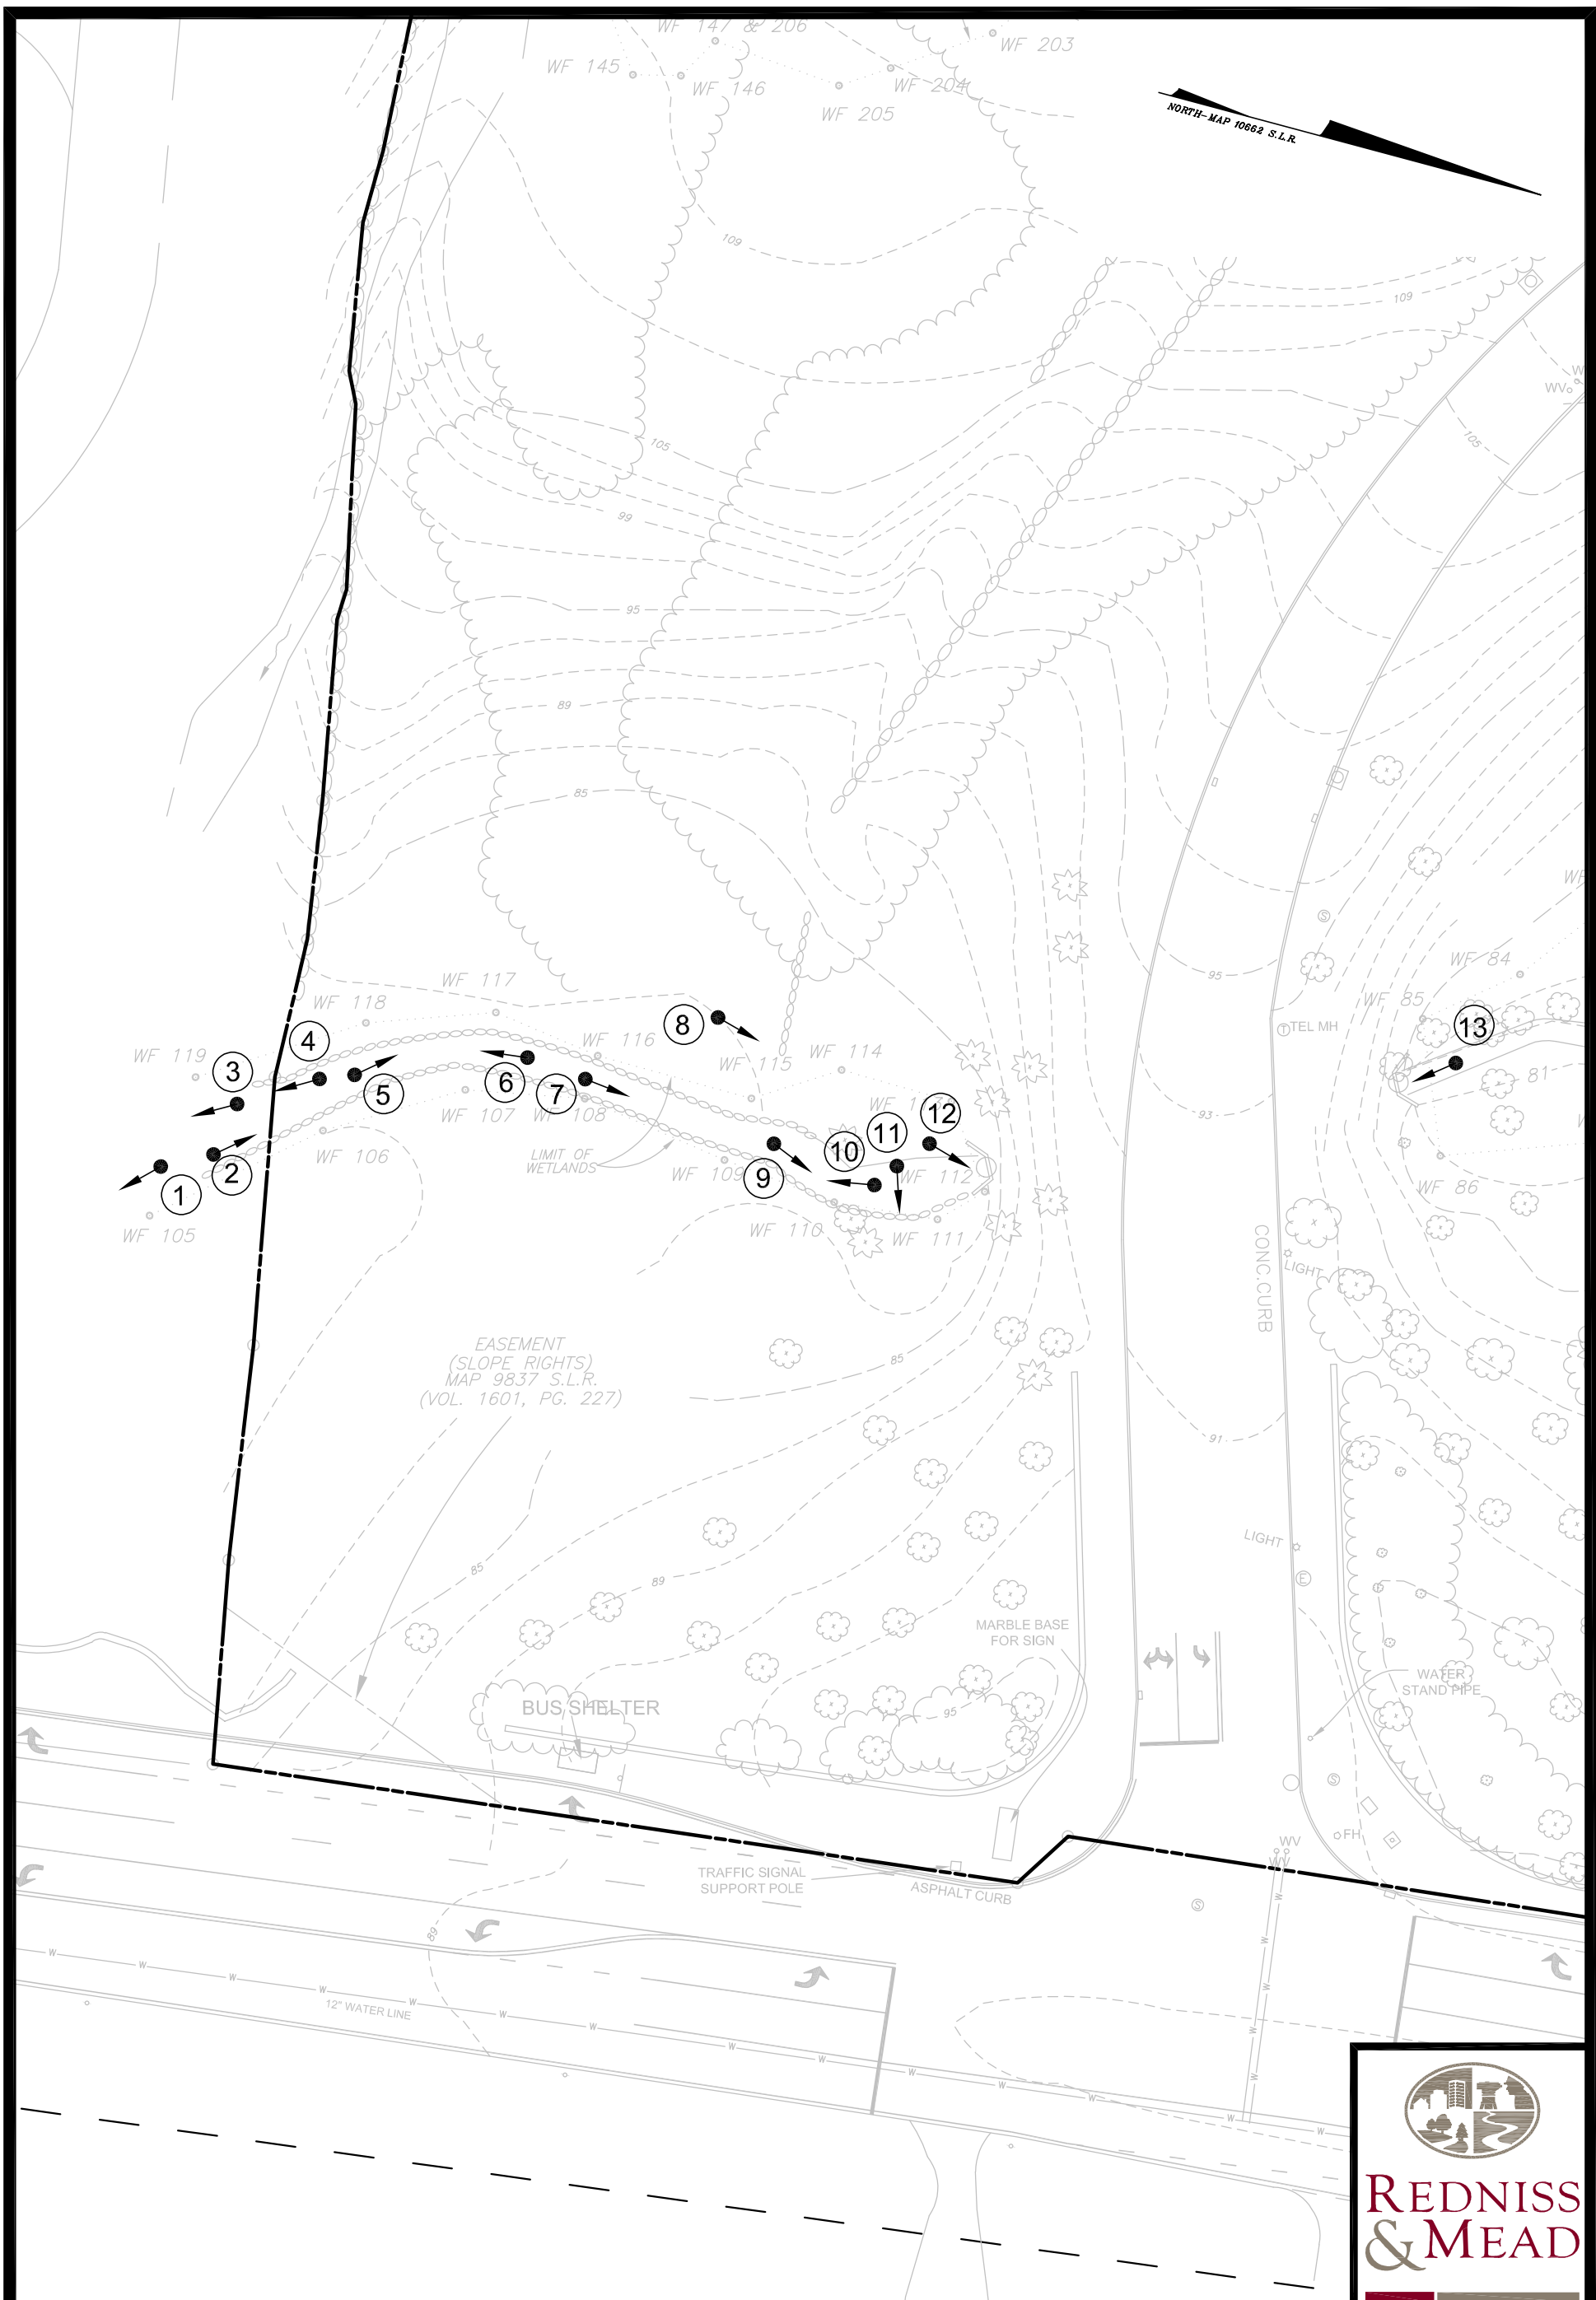 WF 147 & 206
WF 203
WF 145
WF 146
WF 204
WF 205
NORTH-MAP 10662 S.L.R.
109
109
105
105
WV
99
95
89
85
WF 84
WF 85
95
TEL MH
WF 117
WF 118
8
13
4
WF 116
WF 119
3
WF 115
WF 114
81
6
5
7
WF 107
WF 108
12
11
93
10
LIMIT OF
WETLANDS
WF 106
WF 109
9
WF 112
2
1
WF 86
WF 105
WF 110
WF 111
CONC.CURB
LIGHT
EASEMENT
(SLOPE RIGHTS)
MAP 9837 S.L.R.
(VOL. 1601, PG. 227)
85
91
LIGHT
E
85
89
MARBLE BASE
FOR SIGN
WATER
STAND PIPE
BUS SHELTER
95
S
FH
WV
WV
TRAFFIC SIGNAL
SUPPORT POLE
ASPHALT CURB
S
89
12" WATER LINE
REDNISS
& MEAD